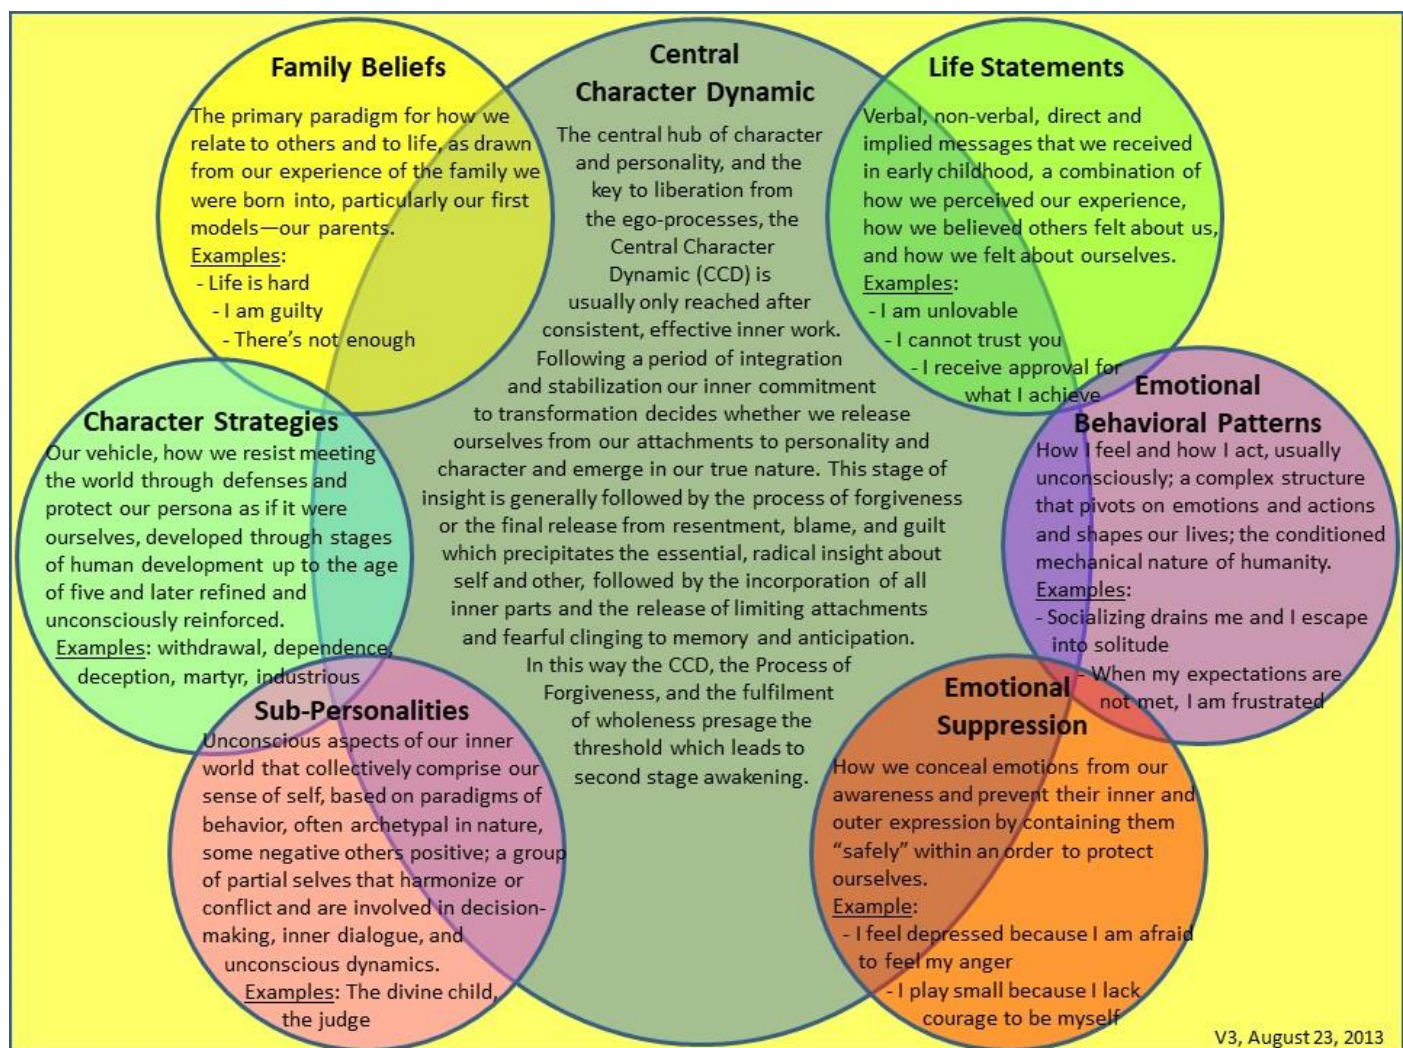 Family Beliefs
The primary paradigm for how we
relate to others and to life, as drawn
from our experience of the family we
were born into, particularly our first
models—our parents.
Examples:
- Life is hard
- I am guilty
- There's not enough
Central
Character Dynamic
The central hub of character
and personality, and the
key to liberation from
the ego-processes, the
Central Character
Dynamic (CCD) is
usually only reached after
consistent, effective inner work.
Following a period of integration
and stabilization our inner commitment
to transformation decides whether we release
ourselves from our attachments to personality and
character and emerge in our true nature. This stage of
insight is generally followed by the process of forgiveness
or the final release from resentment, blame, and guilt
which precipitates the essential, radical insight about
self and other, followed by the incorporation of all
inner parts and the release of limiting attachments
and fearful clinging to memory and anticipation.
In this way the CCD, the Process of
Forgiveness, and the fulfilment
of wholeness presage the
threshold which leads to
second stage awakening.
Life Statements
Verbal, non-verbal, direct and
implied messages that we received
in early childhood, a combination of
how we perceived our experience,
how we believed others felt about us,
and how we felt about ourselves.
Examples:
- I am unlovable
- I cannot trust you
- I receive approval for
what I achieve
Character Strategies
Our vehicle, how we resist meeting
the world through defenses and
protect our persona as if it were
ourselves, developed through stages
of human development up to the age
of five and later refined and
unconsciously reinforced.
Examples: withdrawal, dependence,
deception, martyr, industrious
Emotional
Behavioral Patterns
How I feel and how I act, usually
unconsciously; a complex structure
that pivots on emotions and actions
and shapes our lives; the conditioned
mechanical nature of humanity.
Examples:
- Socializing drains me and I escape
into solitude
- When my expectations are
not met, I am frustrated
Sub-Personalities
Unconscious aspects of our inner
world that collectively comprise our
sense of self, based on paradigms of
behavior, often archetypal in nature,
some negative others positive; a group
of partial selves that harmonize or
conflict and are involved in decision-
making, inner dialogue, and
unconscious dynamics.
Examples: The divine child,
the judge
Emotional
Suppression
How we conceal emotions from our
awareness and prevent their inner and
outer expression by containing them
“safely” within an order to protect
ourselves.
Example:
- I feel depressed because I am afraid
to feel my anger
- I play small because I lack
courage to be myself
V3, August 23, 2013